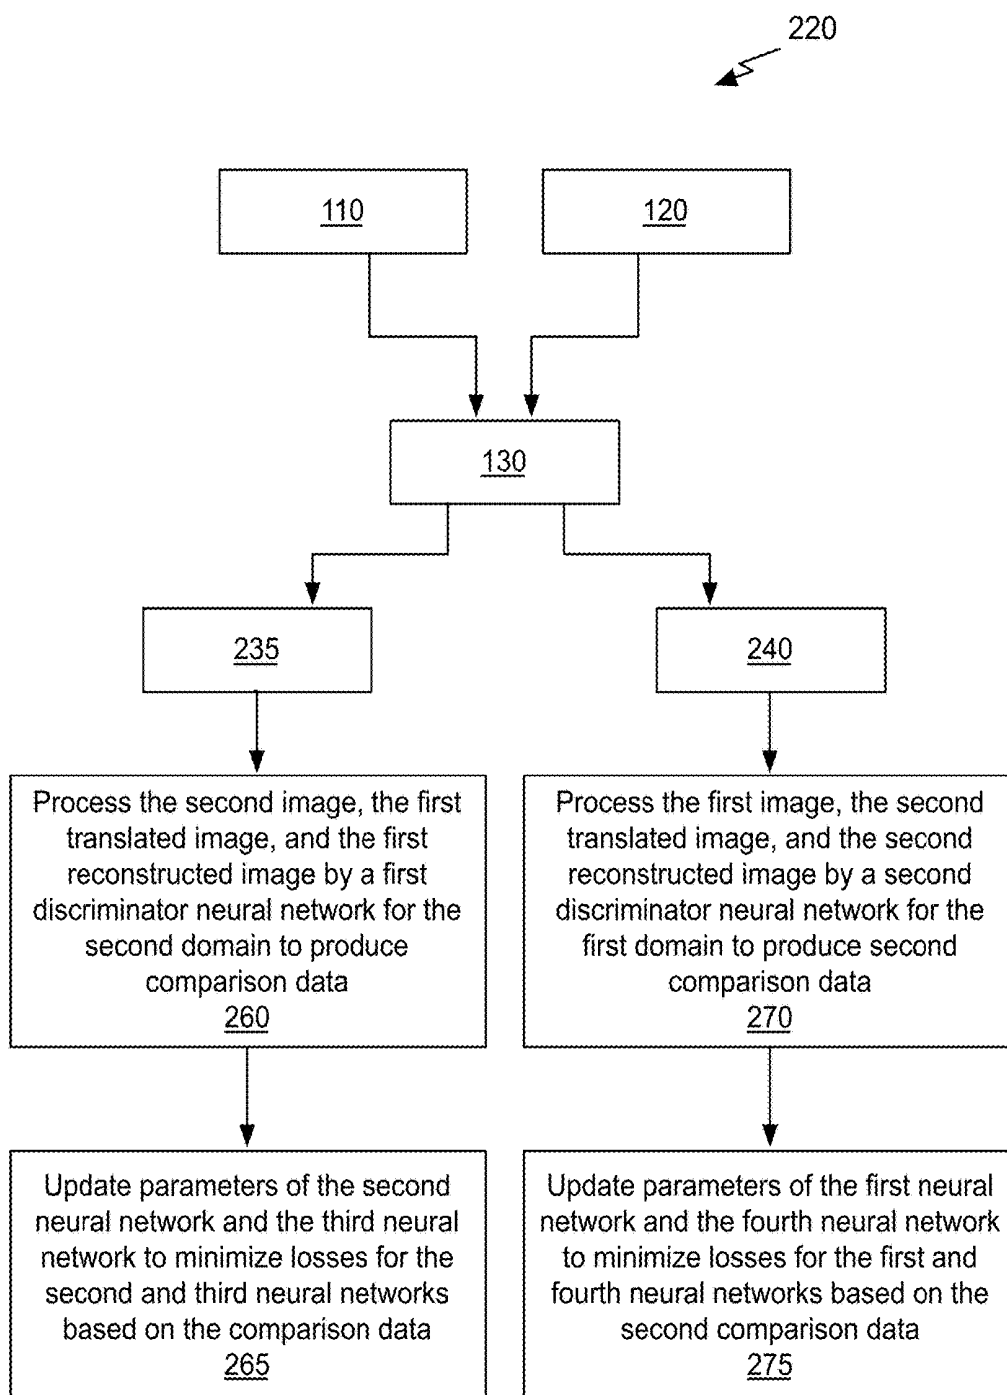 220
110
120
130
235
240
Process the second image, the first
translated image, and the first
reconstructed image by a first
discriminator neural network for the
second domain to produce
comparison data
260
Process the first image, the second
translated image, and the second
reconstructed image by a second
discriminator neural network for the
first domain to produce second
comparison data
270
Update parameters of the second
neural network and the third neural
network to minimize losses for the
second and third neural networks
based on the comparison data
265
Update parameters of the first neural
network and the fourth neural network
to minimize losses for the first and
fourth neural networks based on the
second comparison data
275